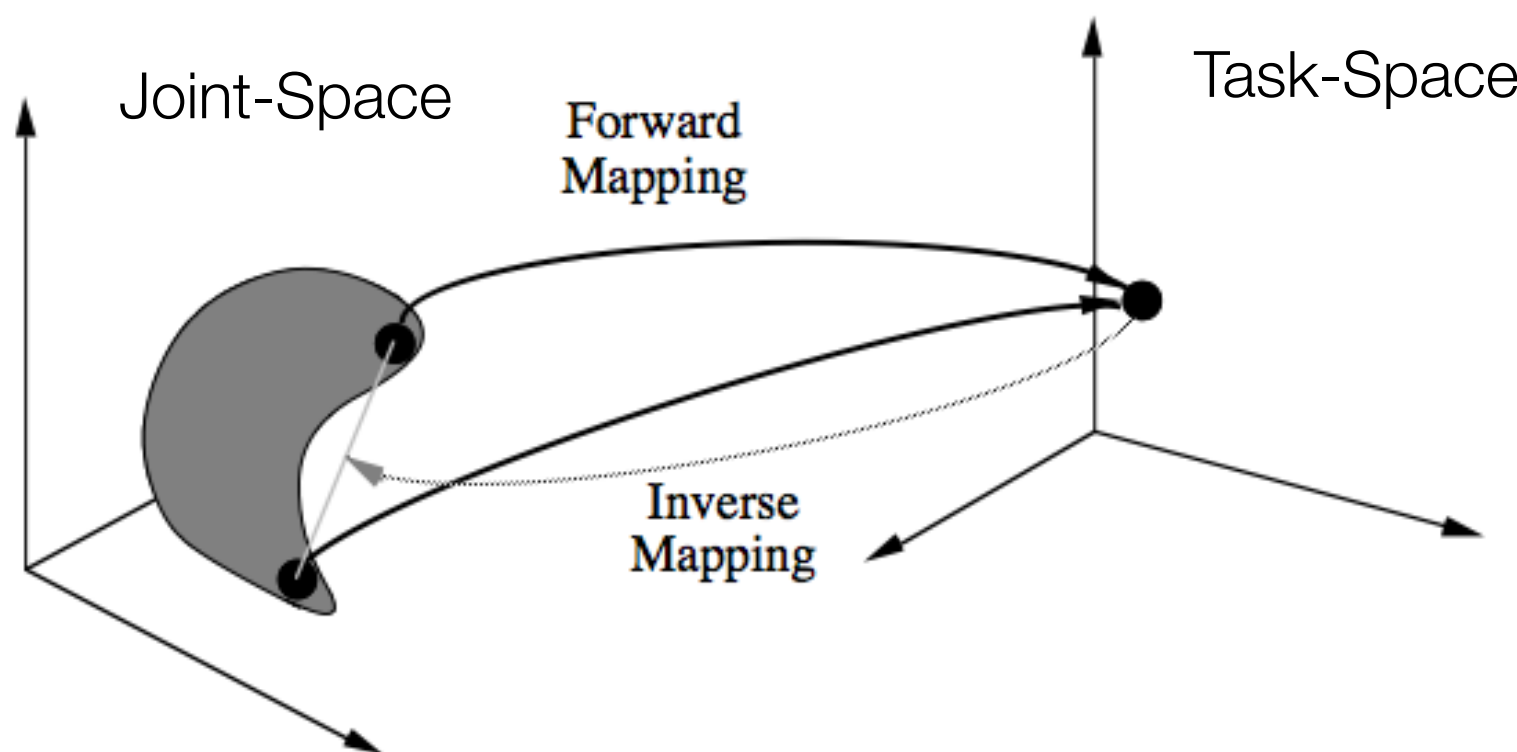 Joint-Space
Task-Space
Forward
Mapping
Inverse
Mapping